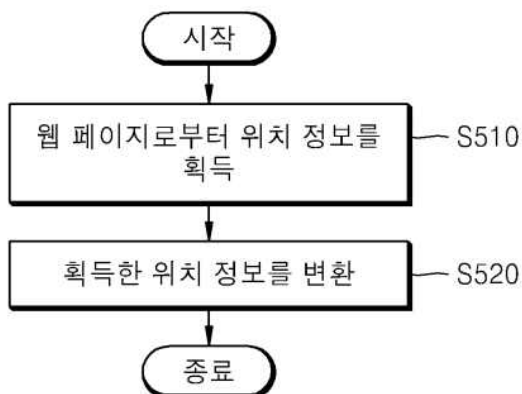 시작
웹 페이지로부터 위치 정보를
획득
S510
획득한 위치 정보를 변환
S520
종료